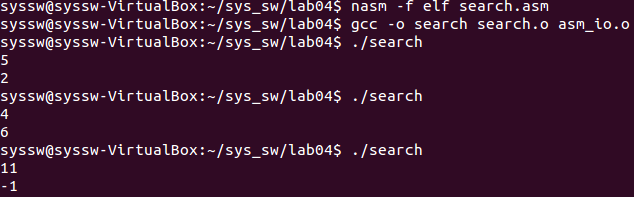 syssw@syssw-VirtualBox:~/sys_sw/lab04$ nasm -f elf search.asm
syssw@syssw-VirtualBox:~/sys_sw/lab04$ gcc -o search search.o asm_io.o
syssw@syssw-VirtualBox:~/sys_sw/lab04$ ./search
5
2
syssw@syssw-VirtualBox:~/sys_sw/lab04$ ./search
4
6
syssw@syssw-VirtualBox:~/sys_sw/lab04$ ./search
11
-1